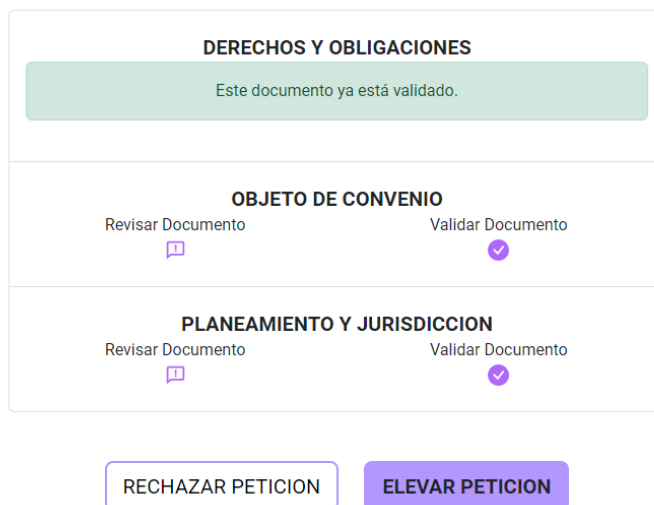 DERECHOS Y OBLIGACIONES
Este documento ya está validado.
OBJETO DE CONVENIO
Revisar Documento Validar Documento
PLANEAMIENTO Y JURISDICCION
Revisar Documento Validar Documento
RECHAZAR PETICION ELEVAR PETICION